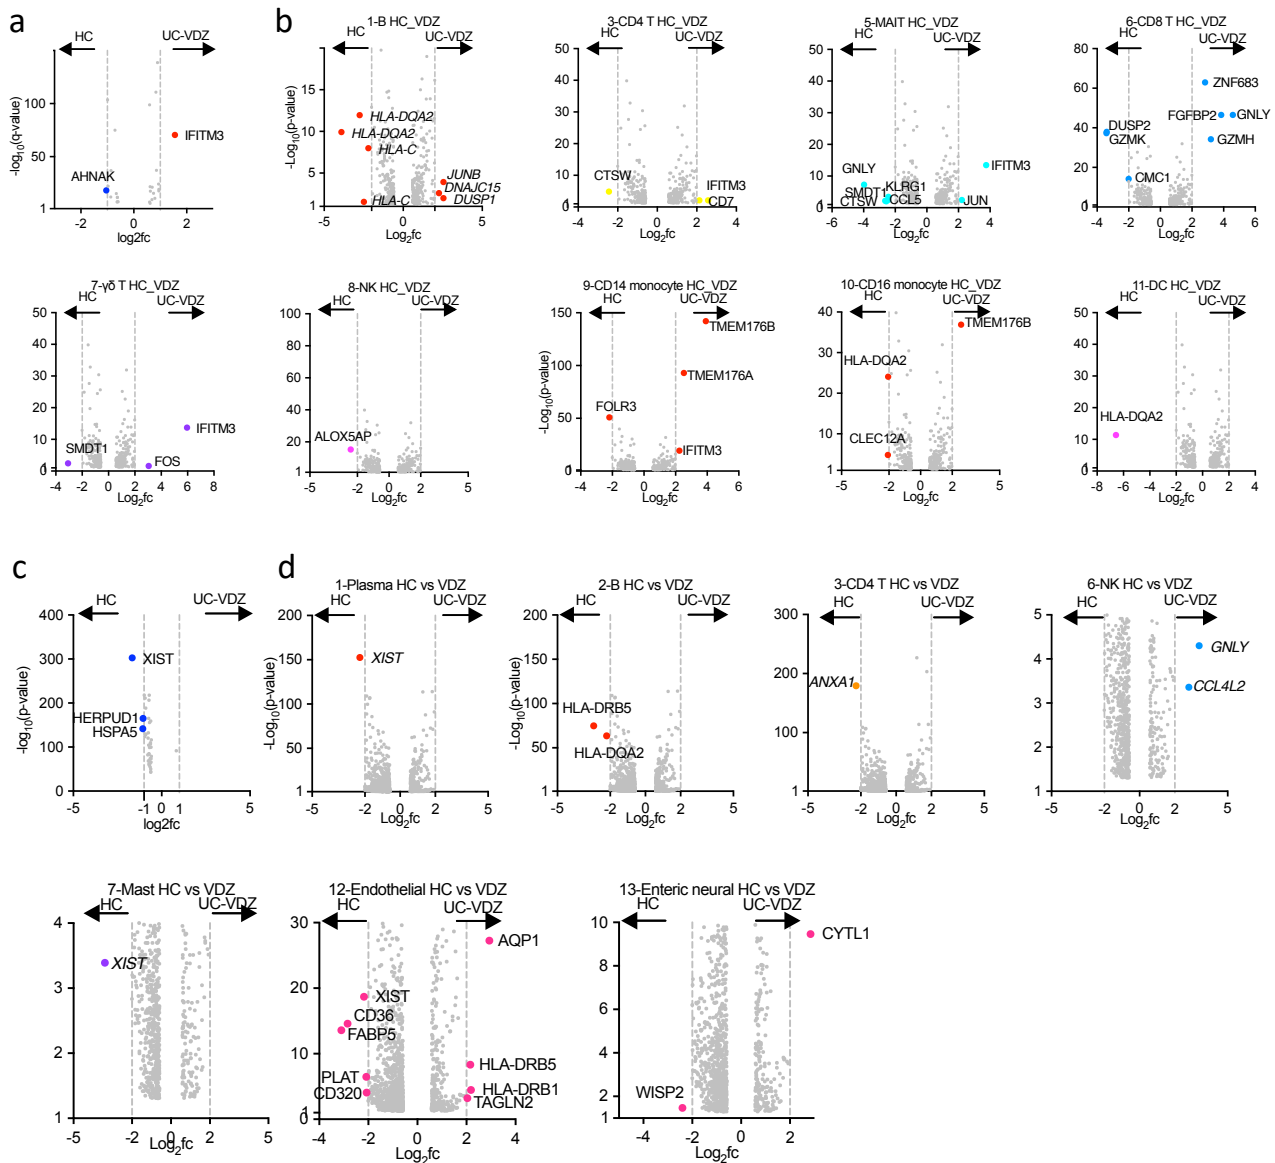 a
HC
UC-VDZ
-log10(q-value)
100
50
1
IFITM3
AHNAK
-2
0
2
4
log2fc
b
1-B HC_VDZ
HC
UC-VDZ
-Log10(p-value)
20
15
10
5
1
HLA-DQA2
HLA-DQA2
HLA-C
JUNB
DNAJC15
HLA-C
DUSP1
-5
0
5
Log2fc
3-CD4 T HC_VDZ
HC
UC-VDZ
50
40
30
20
10
1
0
CTSW
IFITM3
CD7
-4
-2
0
2
4
Log2fc
5-MAIT HC_VDZ
HC
UC-VDZ
50
40
30
20
10
1
0
GNLY
IFITM3
SMDT1
KLRG1
CTSW
CCL5
JUN
-4
-2
0
2
4
Log2fc
6-CD8 T HC_VDZ
HC
UC-VDZ
80
60
40
20
1
0
ZNF683
FGFBP2
GNLY
DUSP2
GZMK
GZMH
CMC1
-4
-2
0
2
4
6
Log2fc
7-γδ T HC_VDZ
HC
UC-VDZ
50
40
30
20
10
1
0
IFITM3
SMDT1
FOS
-4
-2
0
2
4
6
8
Log2fc
8-NK HC_VDZ
HC
UC-VDZ
100
80
60
40
20
1
ALOX5AP
-4
-2
0
2
4
Log2fc
9-CD14 monocyte HC_VDZ
HC
UC-VDZ
-Log10(p-value)
150
100
50
1
0
TMEM176B
TMEM176A
FOLR3
IFITM3
-4
-2
0
2
4
6
Log2fc
10-CD16 monocyte HC_VDZ
HC
UC-VDZ
40
30
20
10
1
TMEM176B
HLA-DQA2
CLEC12A
-4
-2
0
2
4
Log2fc
11-DC HC_VDZ
HC
UC-VDZ
50
40
30
20
10
1
0
HLA-DQA2
-8
-6
-4
-2
0
2
4
Log2fc
c
HC
UC-VDZ
-log10(p-value)
400
300
200
100
0
XIST
HERPUD1
HSPA5
-5
-1
1
5
log2fc
d
1-Plasma HC vs VDZ
HC
UC-VDZ
-Log10(p-value)
200
150
100
50
1
XIST
-5
-2
0
2
5
Log2fc
2-B HC vs VDZ
HC
UC-VDZ
-Log10(p-value)
200
150
100
50
1
HLA-DRB5
HLA-DQA2
-5
-2
0
2
5
Log2fc
3-CD4 T HC vs VDZ
HC
UC-VDZ
300
200
100
1
ANXA1
-5
-2
0
2
5
Log2fc
6-NK HC vs VDZ
HC
UC-VDZ
5
4
3
2
1
GNLY
CCL4L2
-5
-2
0
2
5
Log2fc
7-Mast HC vs VDZ
HC
UC-VDZ
4
3
2
1
XIST
-5
-2
0
2
5
Log2fc
12-Endothelial HC vs VDZ
HC
UC-VDZ
30
20
10
1
0
AQP1
XIST
CD36
FABP5
PLAT
CD320
HLA-DRB5
HLA-DRB1
TAGLN2
-4
-2
0
2
4
Log2fc
13-Enteric neural HC vs VDZ
HC
UC-VDZ
10
8
6
4
2
1
CYTL1
WISP2
-4
-2
0
2
Log2fc